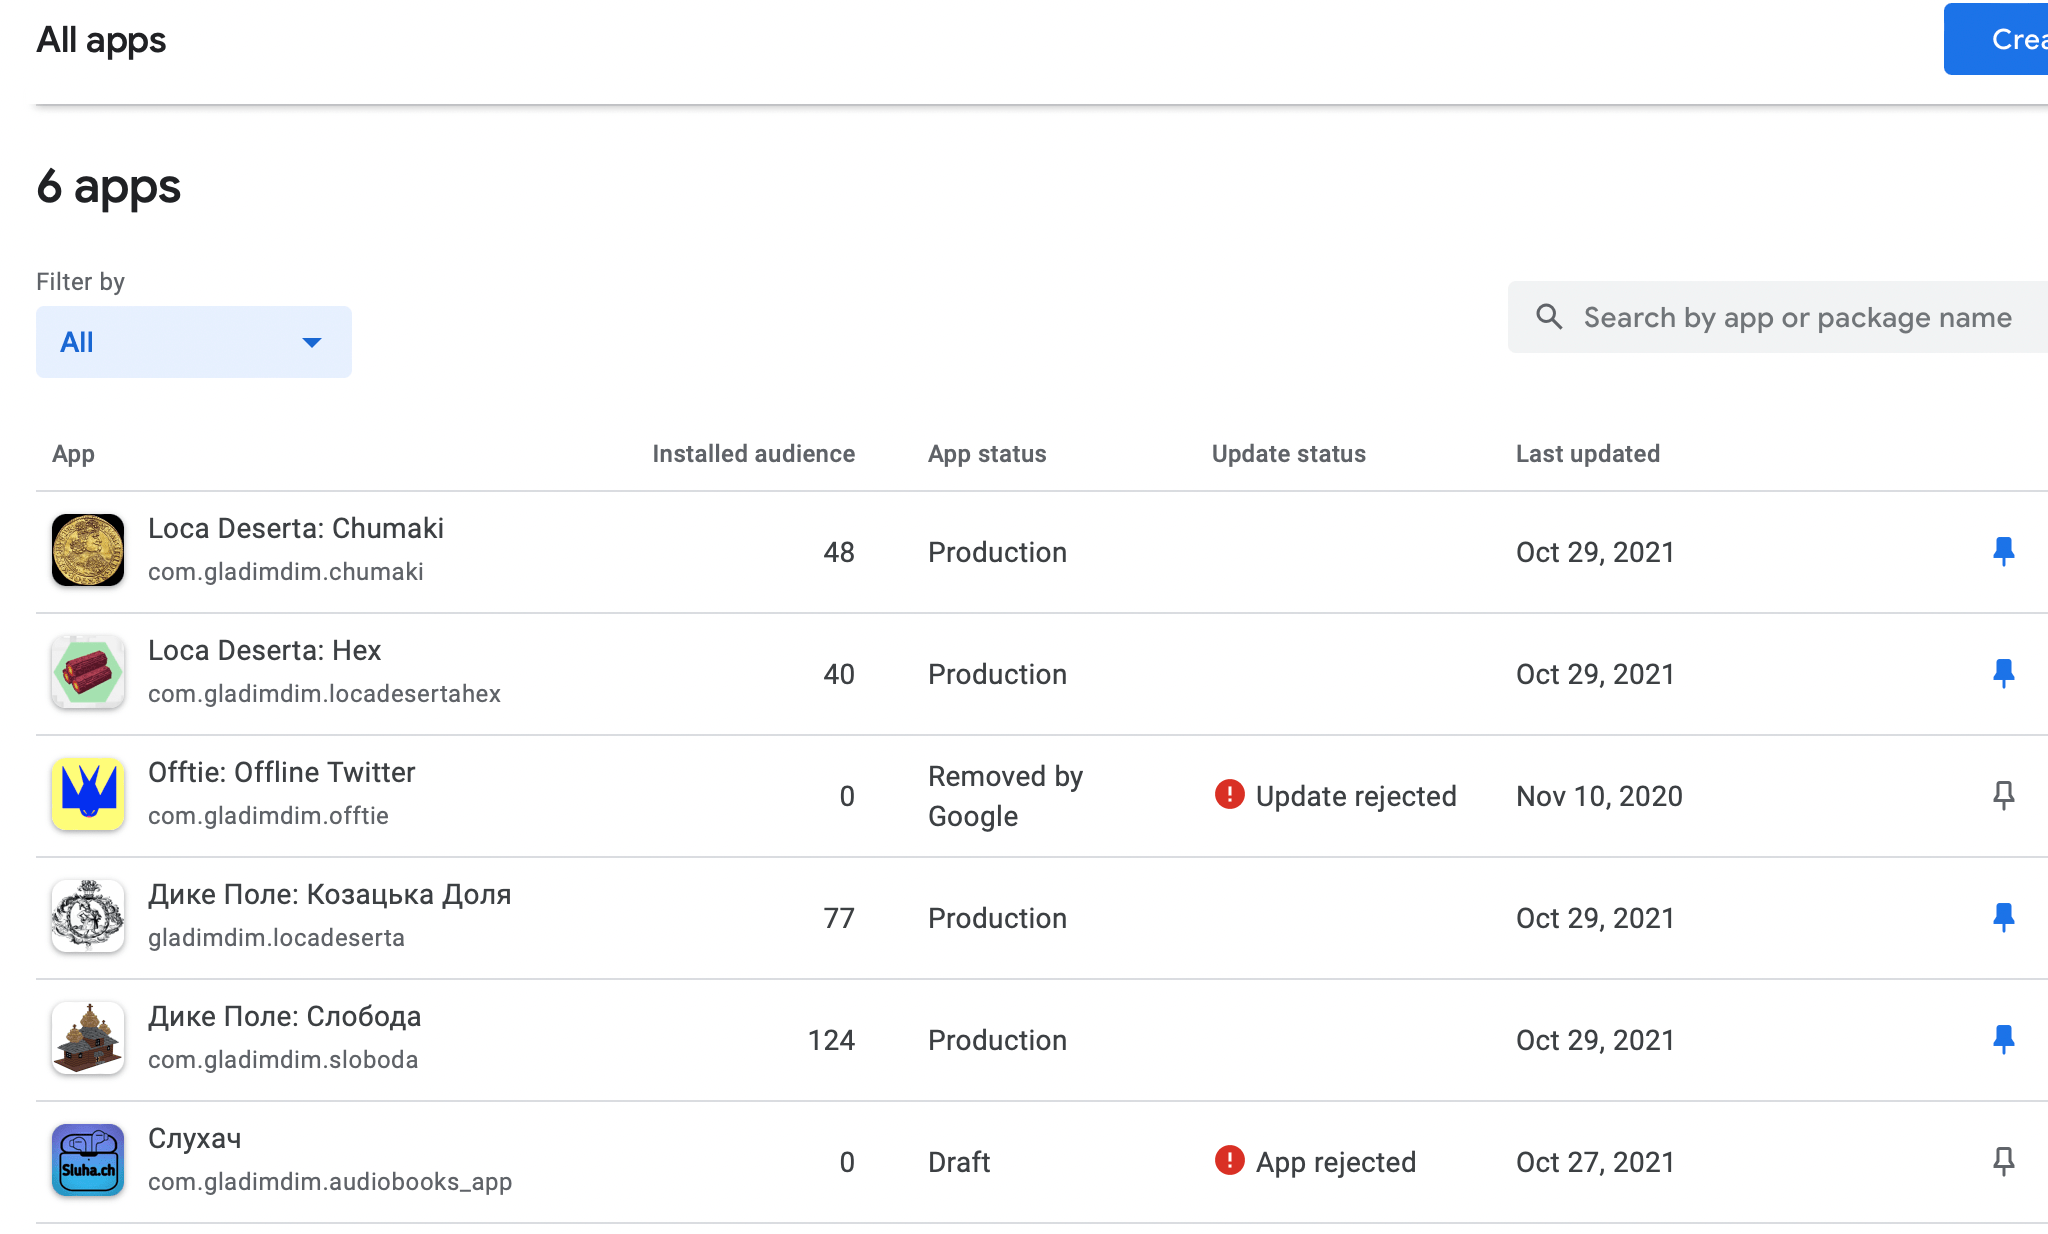 All apps
Crea
6 apps
Filter by
All
Search by app or package name
App Installed audience App status Update status Last updated
Loca Deserta: Chumaki
com.gladimdim.chumaki
48 Production Oct 29, 2021
Loca Deserta: Hex
com.gladimdim.locadesertahex
40 Production Oct 29, 2021
Offtie: Offline Twitter
com.gladimdim.offtie
0 Removed by Google Update rejected Nov 10, 2020
Дике Поле: Козацька Доля
gladimdim.locadeserta
77 Production Oct 29, 2021
Дике Поле: Слобода
com.gladimdim.sloboda
124 Production Oct 29, 2021
Sluha.ch
Слухач
com.gladimdim.audiobooks_app
0 Draft App rejected Oct 27, 2021